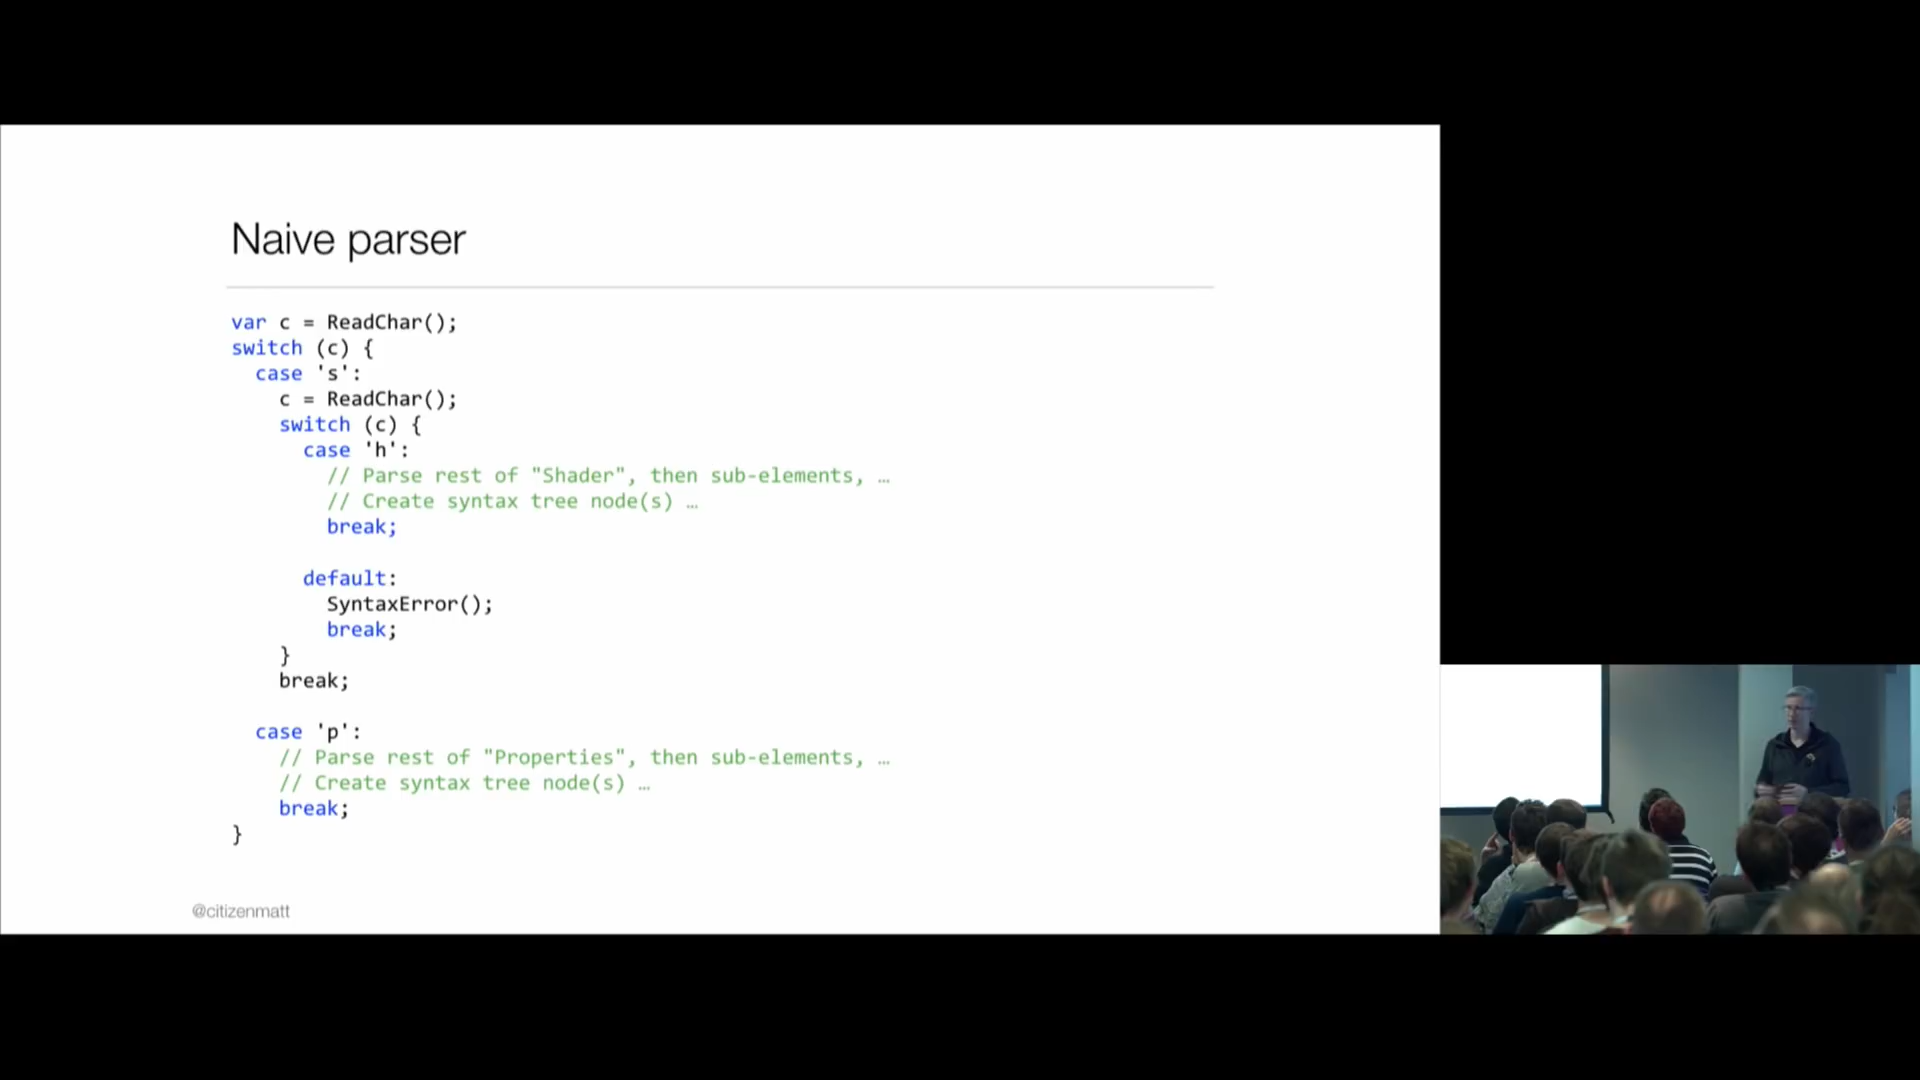 Naive parser
var c = ReadChar();
switch (c) {
case 's':
c = ReadChar();
switch (c) {
case 'h':
// Parse rest of "Shader", then sub-elements, …
// Create syntax tree node(s) …
break;
default:
SyntaxError();
break;
}
break;
case 'p':
// Parse rest of "Properties", then sub-elements, …
// Create syntax tree node(s) …
break;
}
@citizenmatt